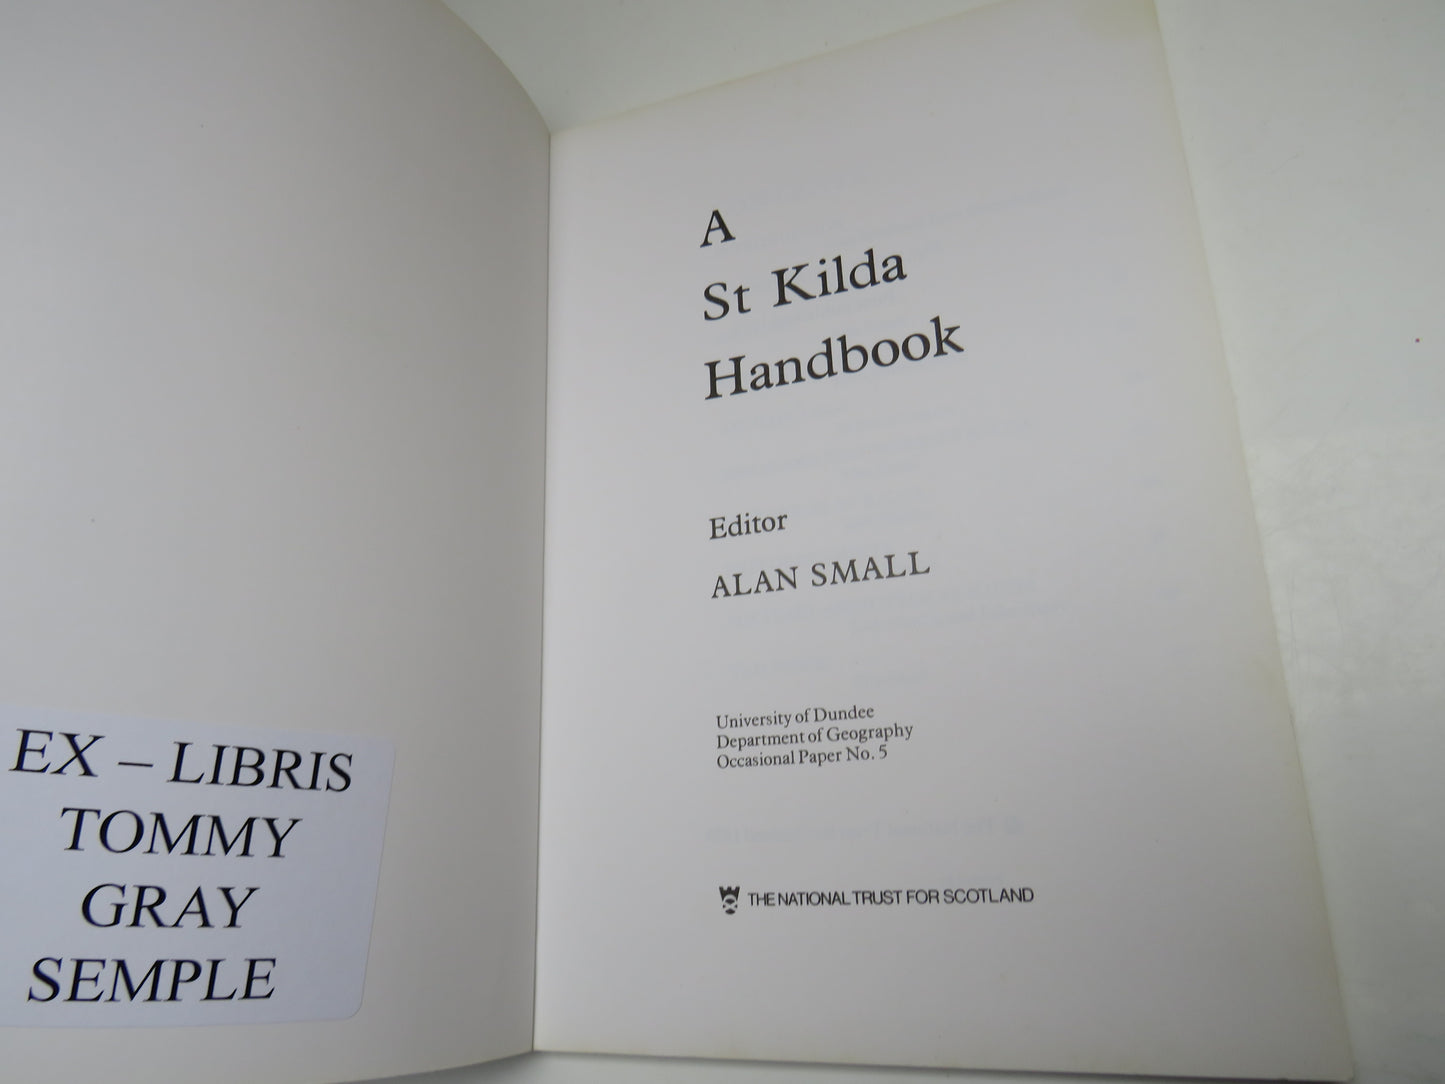 EX – LIBRIS
TOMMY
GRAY
SEMPLE
A
St Kilda
Handbook
Editor
ALAN SMALL
University of Dundee
Department of Geography
Occasional Paper No. 5
THE NATIONAL TRUST FOR SCOTLAND